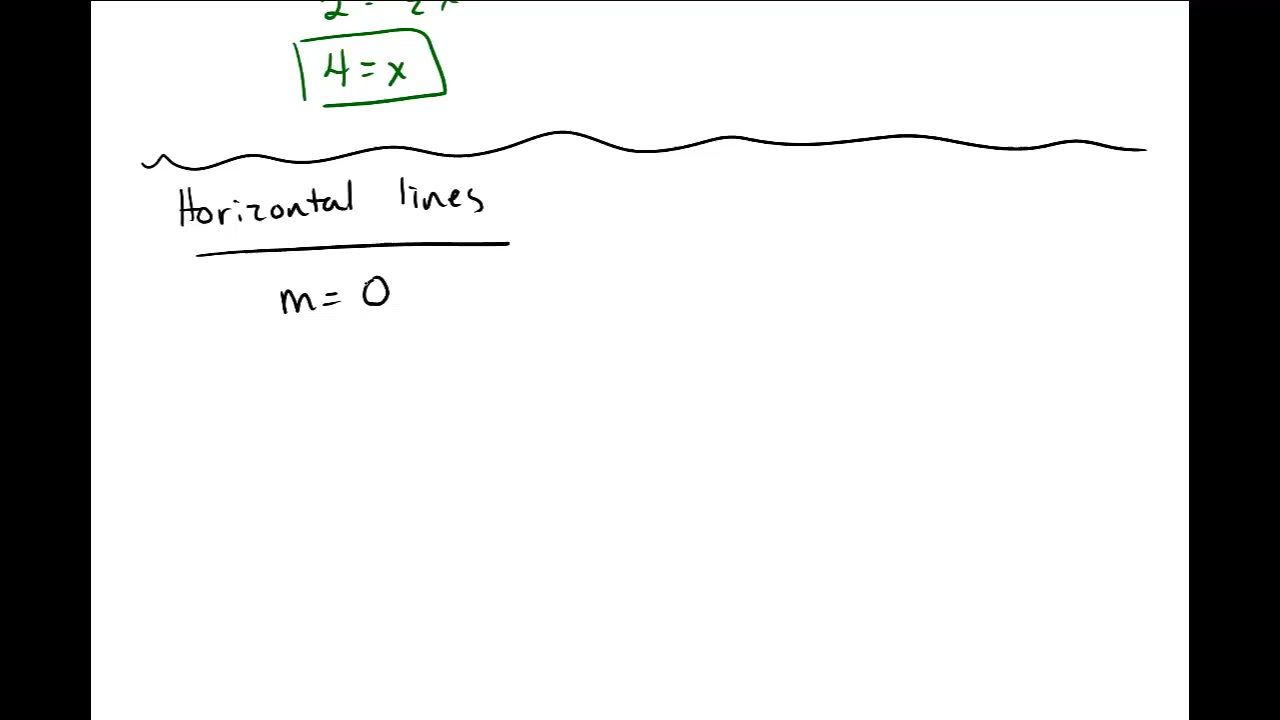 4 = x
Horizontal lines
m = 0